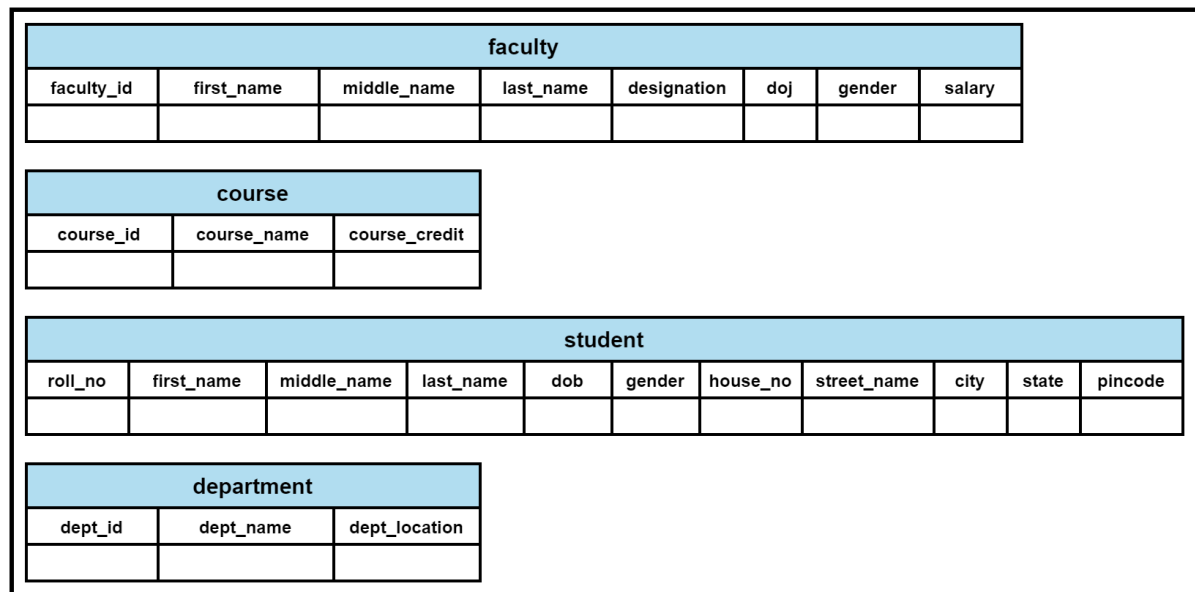 faculty
faculty_id first_name middle_name last_name designation doj gender salary
course
course_id course_name course_credit
student
roll_no first_name middle_name last_name dob gender house_no street_name city state pincode
department
dept_id dept_name dept_location